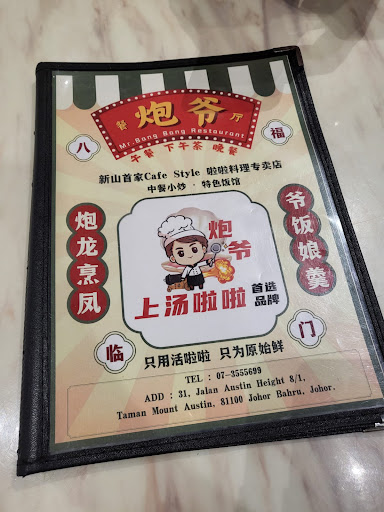 餐 炮爷 厅
Mr.Bang Bang Restaurant
午餐 下午茶 晚餐
八 福
新山首家Cafe Style 啦啦料理专卖店
中餐小炒 · 特色饭馆
炮龙烹凤
爷饭娘羹
炮爷
上汤啦啦 首选品牌
临 门
只用活啦啦 只为原始鲜
TEL : 07-3555699
ADD : 31, Jalan Austin Height 8/1,
Taman Mount Austin, 81100 Johor Bahru, Johor.